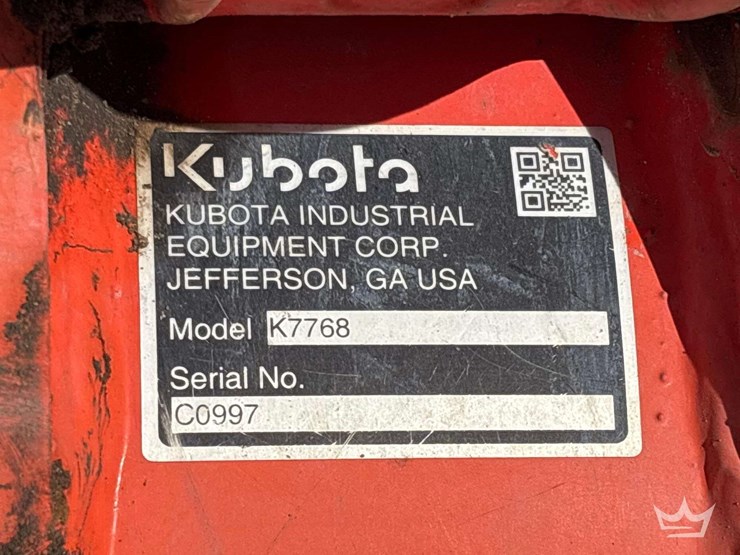 Kubota
KUBOTA INDUSTRIAL
EQUIPMENT CORP.
JEFFERSON, GA USA
Model K7768
Serial No.
C0997